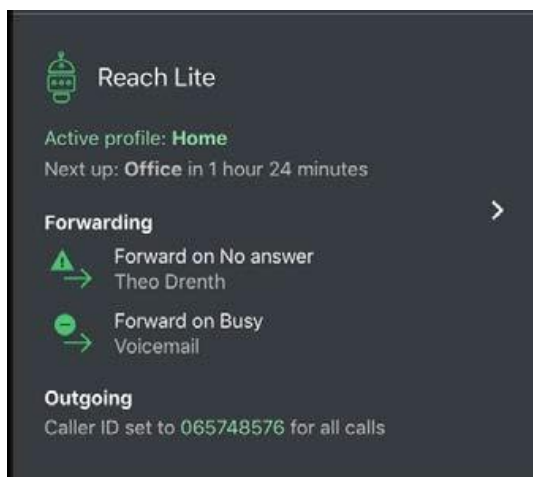 Reach Lite
Active profile: Home
Next up: Office in 1 hour 24 minutes
Forwarding
Forward on No answer
Theo Drenth
Forward on Busy
Voicemail
Outgoing
Caller ID set to 065748576 for all calls